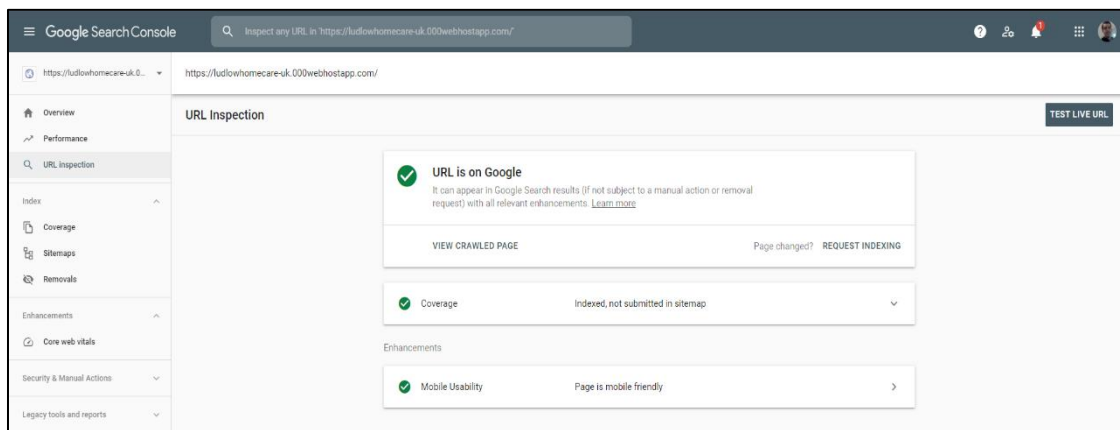 Google Search Console
Inspect any URL in 'https://ludlowhomecare-uk.000webhostapp.com/'
1
https://ludlowhomecare-uk.0...
https://ludlowhomecare-uk.000webhostapp.com/
Overview
Performance
URL inspection
Index
Coverage
Sitemaps
Removals
Enhancements
Core web vitals
Security & Manual Actions
Legacy tools and reports
URL Inspection
TEST LIVE URL
URL is on Google
It can appear in Google Search results (if not subject to a manual action or removal
request) with all relevant enhancements. Learn more
VIEW CRAWLED PAGE
Page changed? REQUEST INDEXING
Coverage Indexed, not submitted in sitemap
Enhancements
Mobile Usability Page is mobile friendly